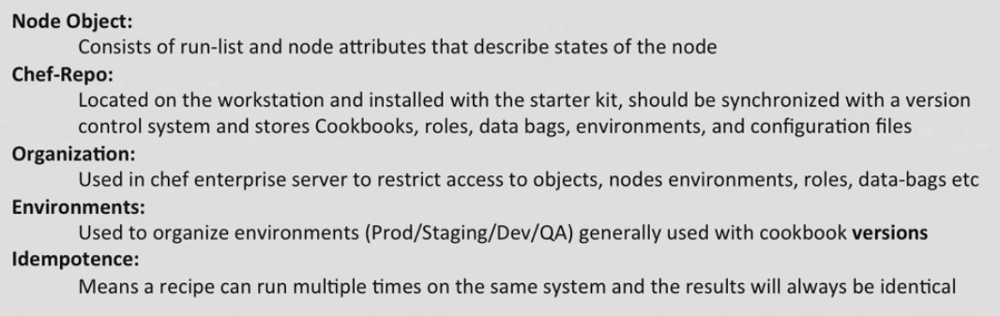 Node Object:
Consists of run-list and node attributes that describe states of the node
Chef-Repo:
Located on the workstation and installed with the starter kit, should be synchronized with a version
control system and stores Cookbooks, roles, data bags, environments, and configuration files
Organization:
Used in chef enterprise server to restrict access to objects, nodes environments, roles, data-bags etc
Environments:
Used to organize environments (Prod/Staging/Dev/QA) generally used with cookbook versions
Idempotence:
Means a recipe can run multiple times on the same system and the results will always be identical